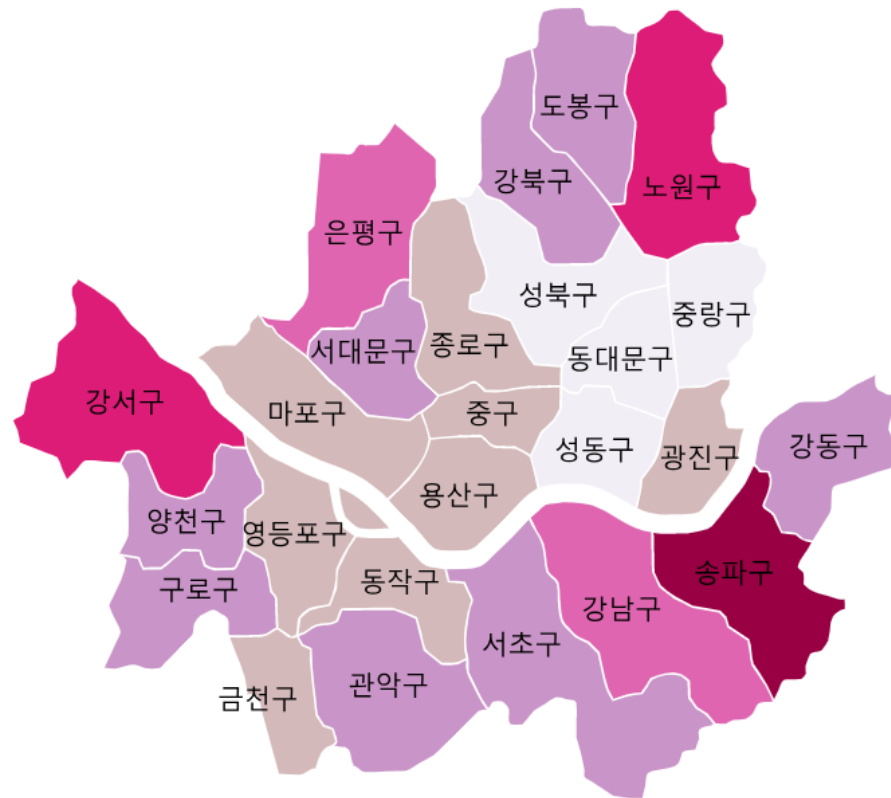 도봉구
강북구
노원구
은평구
성북구
중랑구
서대문구
종로구
동대문구
강서구
마포구
중구
성동구
광진구
강동구
양천구
영등포구
용산구
구로구
동작구
송파구
강남구
서초구
금천구
관악구